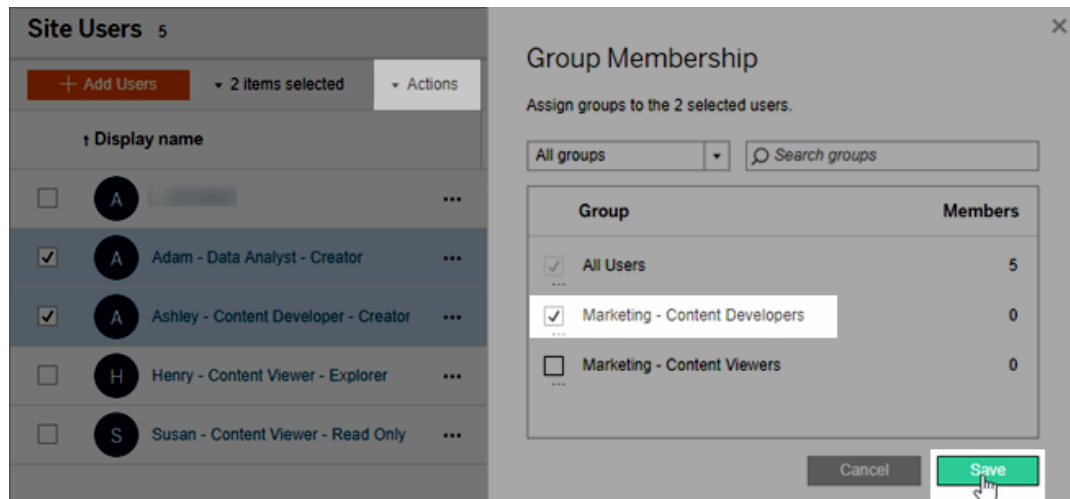 Site Users 5
+ Add Users
2 items selected
Actions
↑ Display name
A
A Adam - Data Analyst - Creator
A Ashley - Content Developer - Creator
H Henry - Content Viewer - Explorer
S Susan - Content Viewer - Read Only
Group Membership
Assign groups to the 2 selected users.
All groups
Search groups
Group Members
All Users 5
Marketing - Content Developers 0
Marketing - Content Viewers 0
Cancel
Save